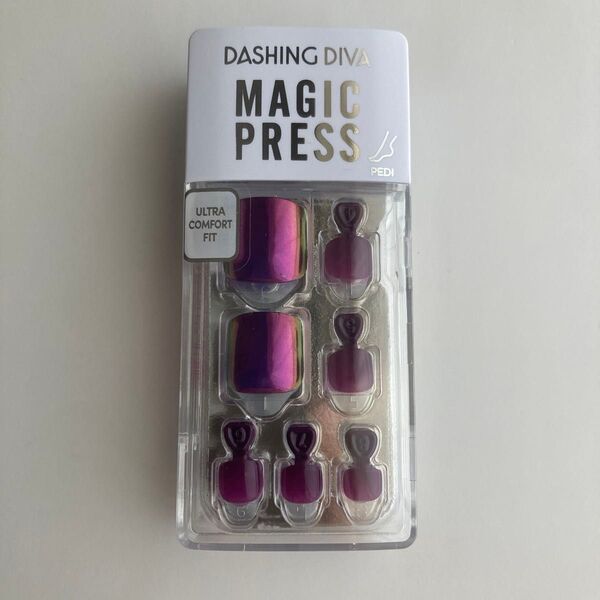 DASHING DIVA
MAGIC
PRESS
PEDI
ULTRA
COMFORT
FIT